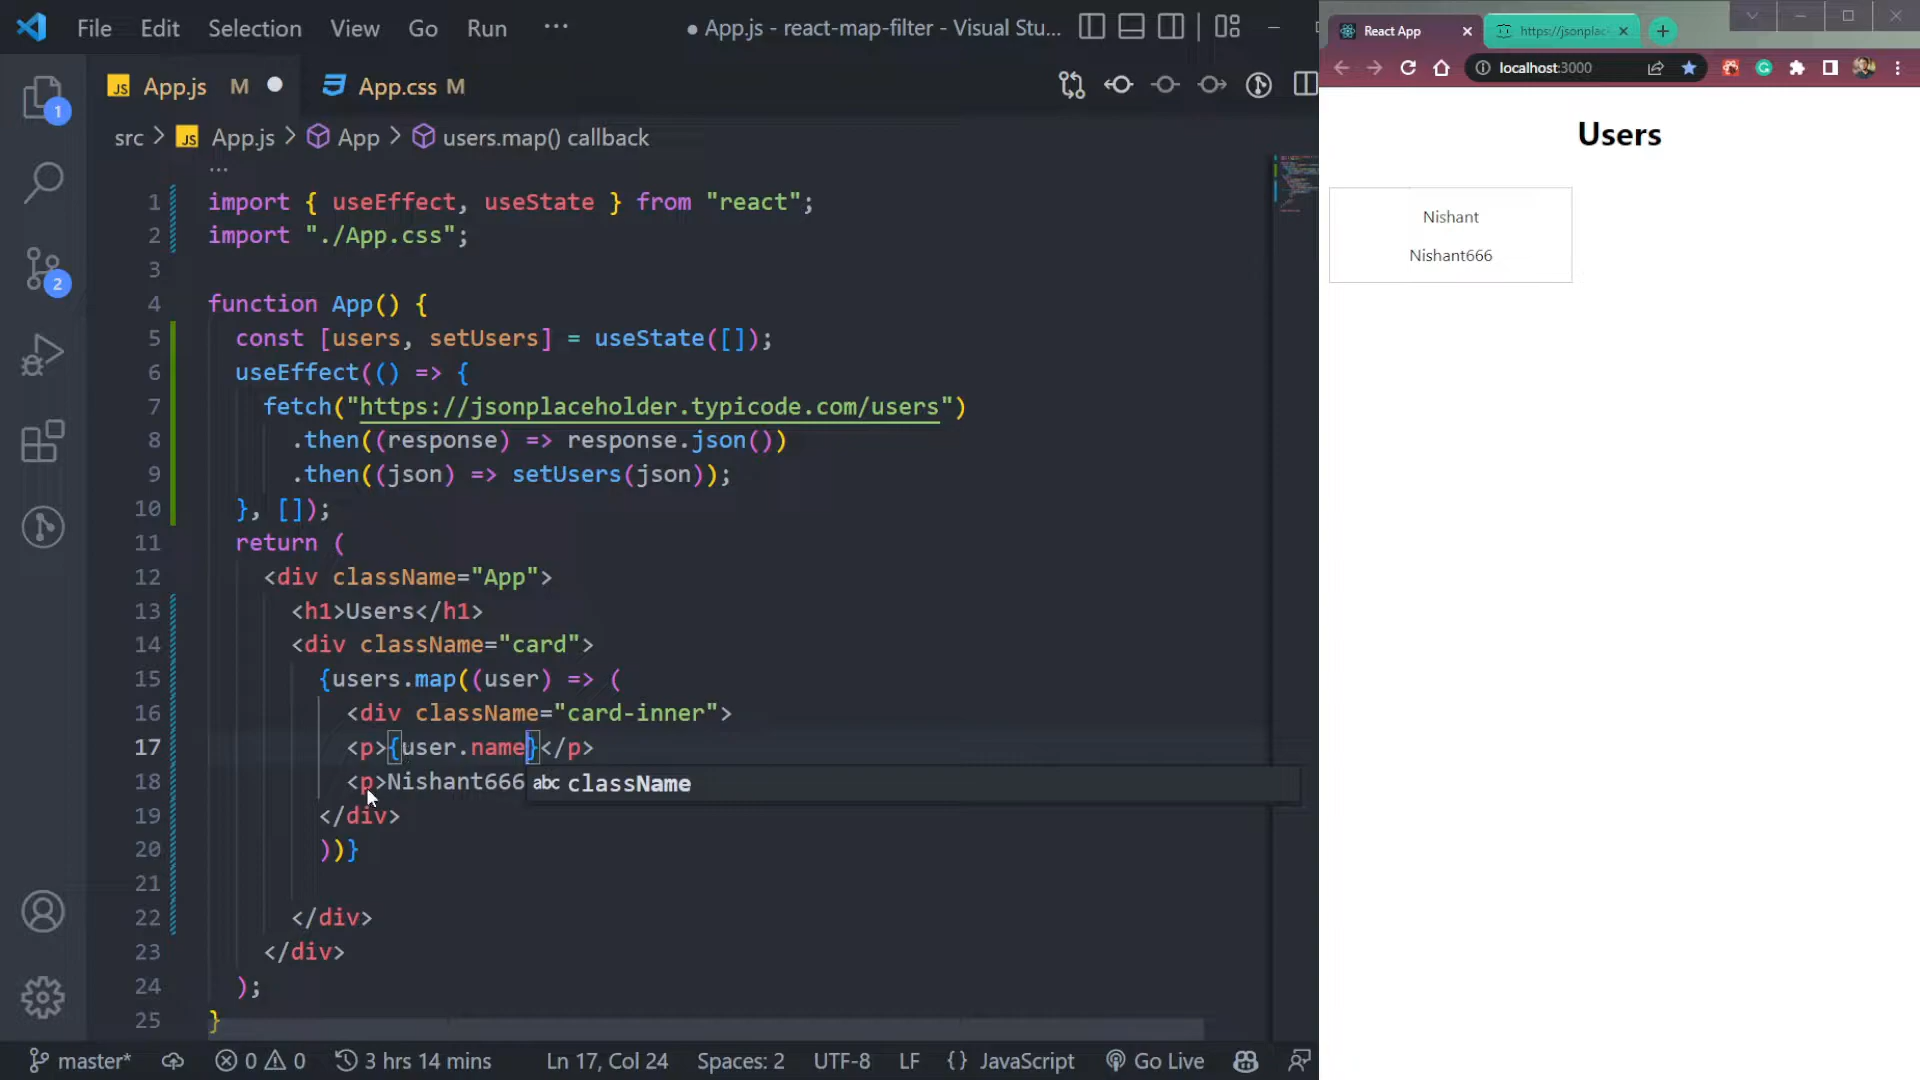 File Edit Selection View Go Run ···
● App.js - react-map-filter - Visual Stu...
JS App.js M
App.css M
src > JS App.js > App > users.map() callback
...
1 import { useEffect, useState } from "react";
2 import "./App.css";
3
4 function App() {
5 const [users, setUsers] = useState([]);
6 useEffect(() => {
7 fetch("https://jsonplaceholder.typicode.com/users")
8 .then((response) => response.json())
9 .then((json) => setUsers(json));
10 }, []);
11 return (
12 <div className="App">
13 <h1>Users</h1>
14 <div className="card">
15 {users.map((user) => (
16 <div className="card-inner">
17 <p>{user.name}</p>
18 <p>Nishant666
abc className
19 </div>
20 ))}
21
22 </div>
23 </div>
24 );
25 }
1
2
master* 0 0 3 hrs 14 mins Ln 17, Col 24 Spaces: 2 UTF-8 LF {} JavaScript Go Live
React App
https://jsonplac
localhost:3000
Users
Nishant
Nishant666